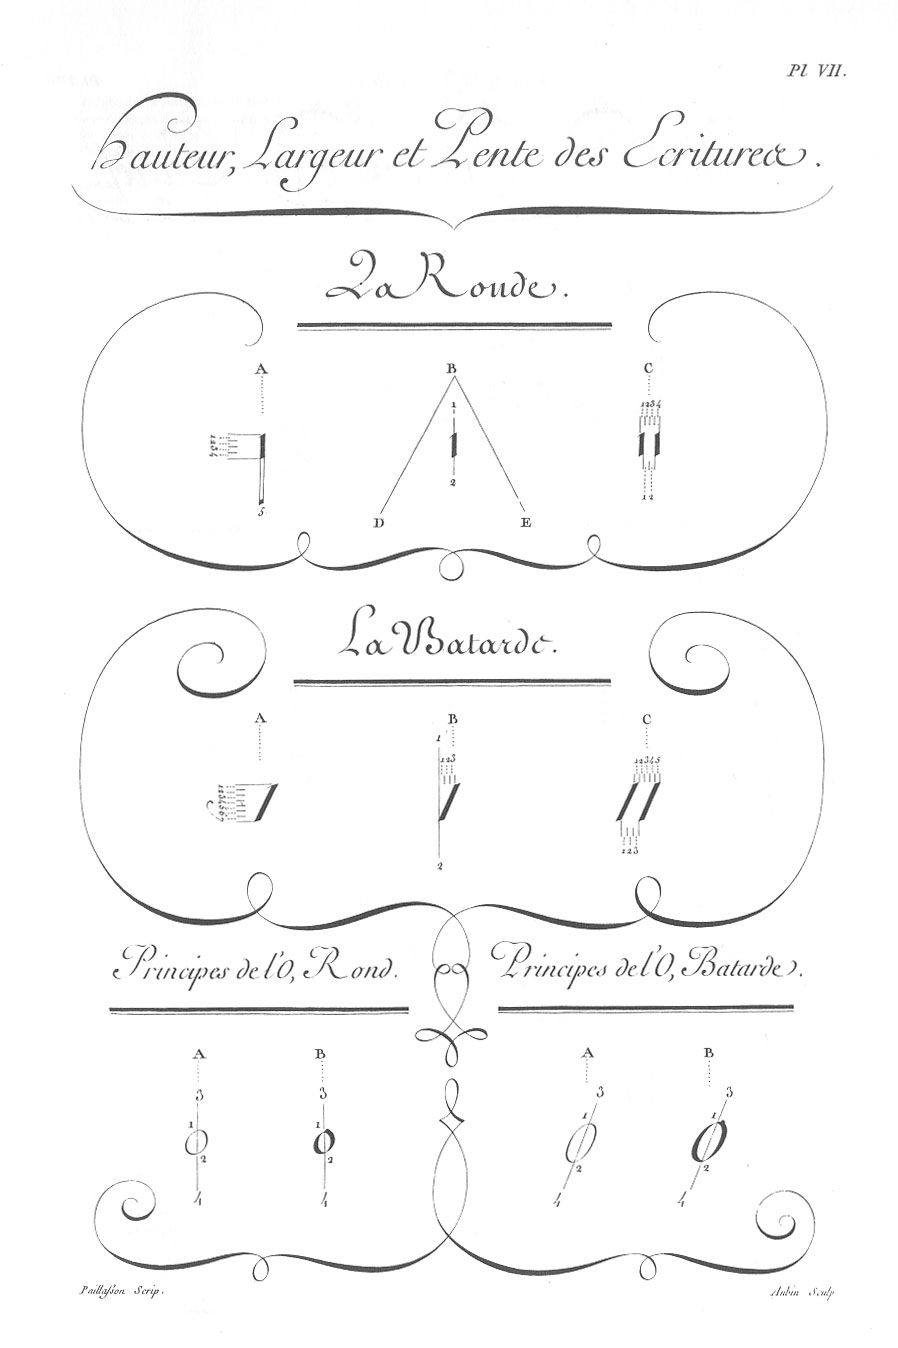 Pl VII.
Hauteur, Largeur et Pente des Ecritures.
La Ronde.
A B C
1 1 2 3 4
1 2 3 4
2 1 2
5
D E
La Batarde.
A B C
1
1 2 3 1 2 3 4 5
1 2 3 4 5 6 7
1 2 3
2
Principes de l'O, Rond. Principes de l'O, Batarde.
A B A B
3 3 3 3
1 1 1 1
2 2 2 2
4 4 4 4
Paillasson Scrip. Aubin Sculp